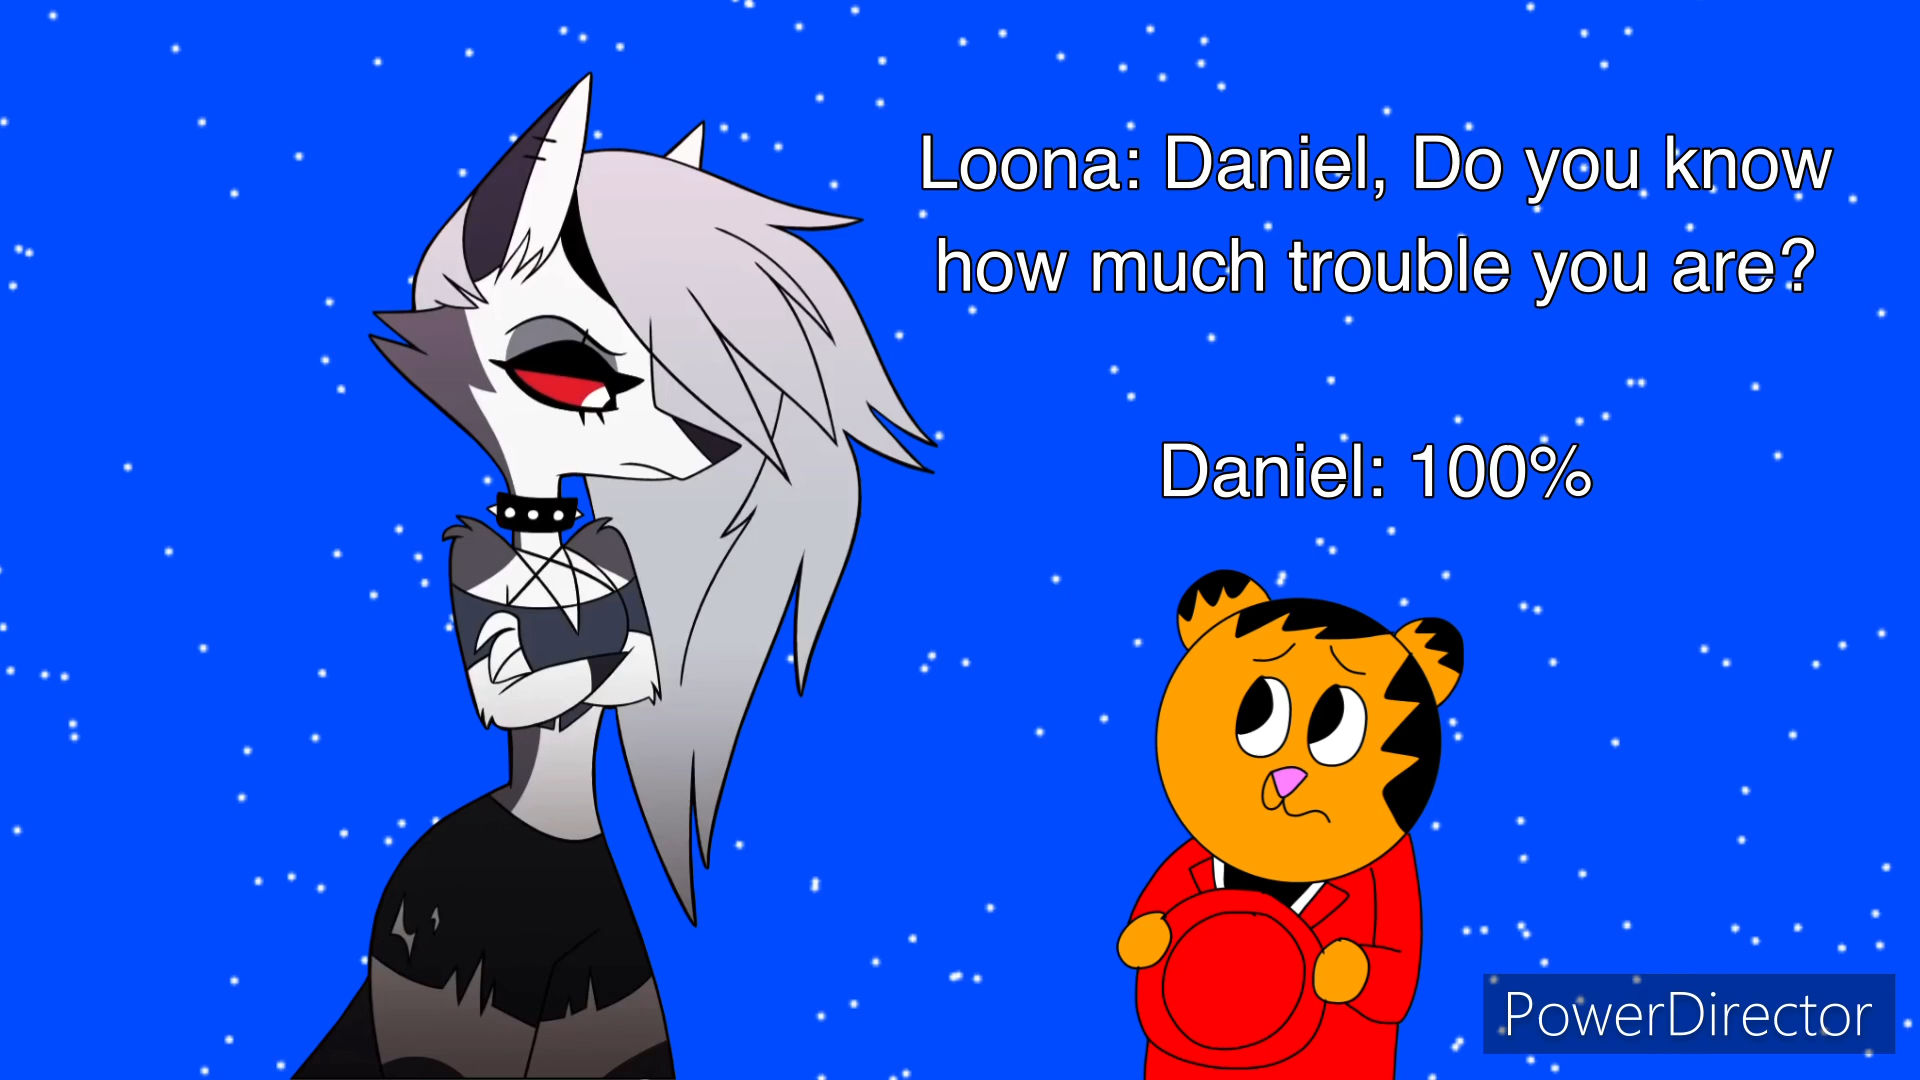 Loona: Daniel, Do you know
how much trouble you are?
Daniel: 100%
PowerDirector